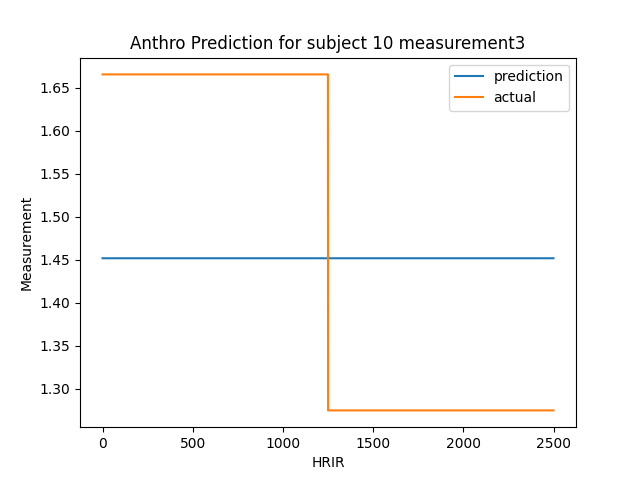 Anthro Prediction for subject 10 measurement3
prediction
actual
Measurement
1.65
1.60
1.55
1.50
1.45
1.40
1.35
1.30
0 500 1000 1500 2000 2500
HRIR